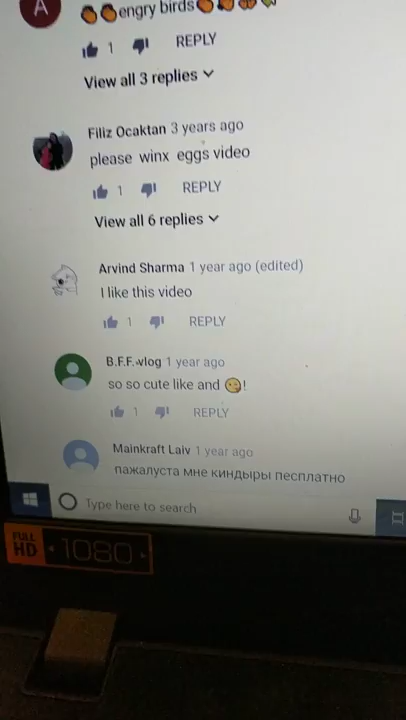 A
engry birds
1 REPLY
View all 3 replies
Filiz Ocaktan 3 years ago
please winx eggs video
1 REPLY
View all 6 replies
Arvind Sharma 1 year ago (edited)
I like this video
1 REPLY
B.F.F.vlog 1 year ago
so so cute like and 😘!
1 REPLY
Mainkraft Laiv 1 year ago
пажалуста мне киндыры песплатно
Type here to search
FULL HD 1080